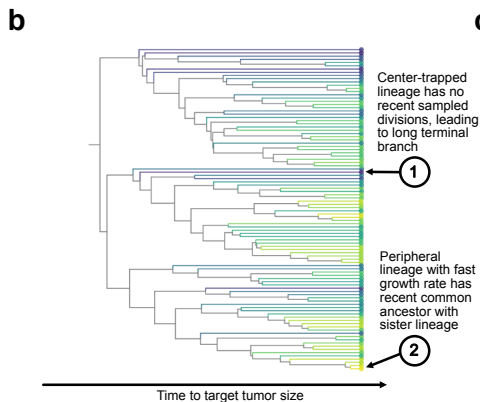 b
c
Center-trapped
lineage has no
recent sampled
divisions, leading
to long terminal
branch
1
Peripheral
lineage with fast
growth rate has
recent common
ancestor with
sister lineage
2
Time to target tumor size